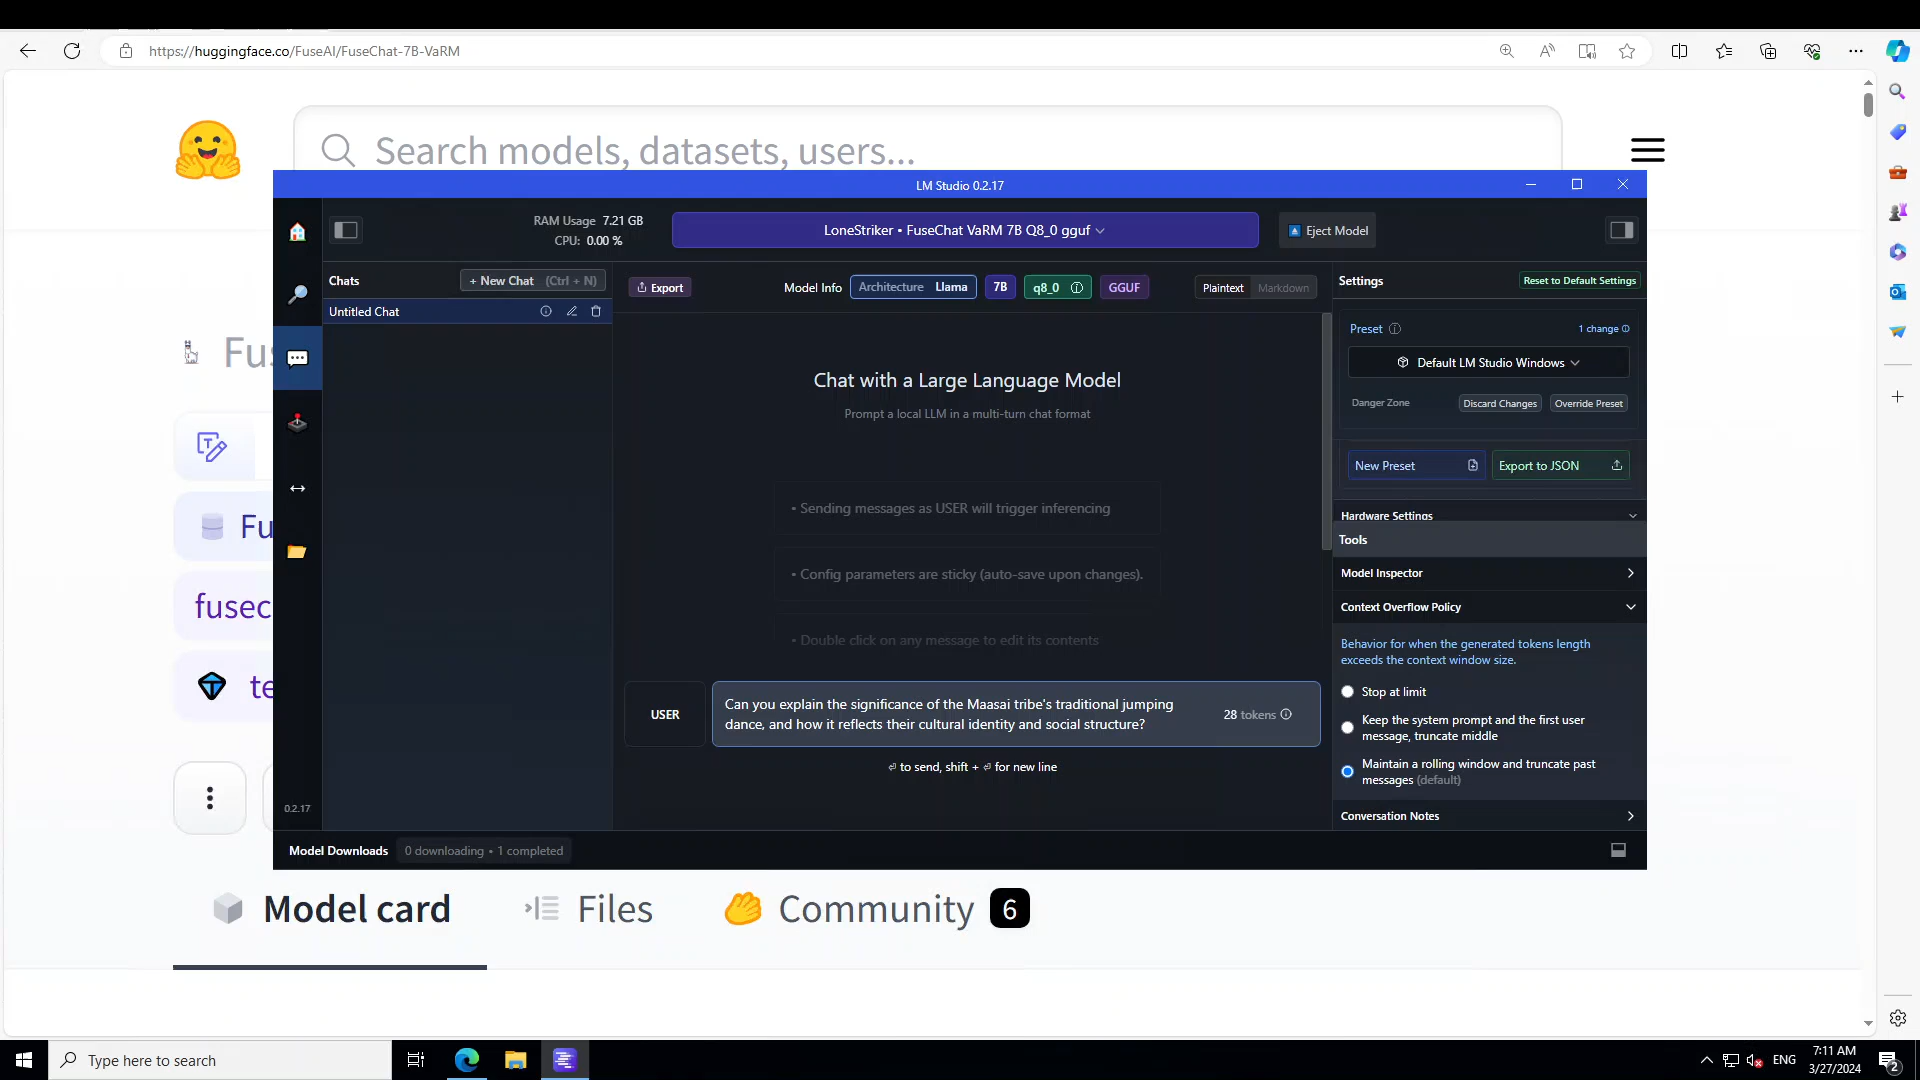 https://huggingface.co/FuseAI/FuseChat-7B-VaRM
Search models, datasets, users...
LM Studio 0.2.17
RAM Usage 7.21 GB
CPU: 0.00 %
LoneStriker • FuseChat VaRM 7B Q8_0 gguf
Eject Model
Chats
+ New Chat (Ctrl + N)
Export
Model Info
Architecture Llama
7B
q8_0
GGUF
Plaintext
Markdown
Settings
Reset to Default Settings
Untitled Chat
Preset
1 change
Default LM Studio Windows
Danger Zone
Discard Changes
Override Preset
New Preset
Export to JSON
Hardware Settings
Tools
Model Inspector
Context Overflow Policy
Behavior for when the generated tokens length
exceeds the context window size.
Stop at limit
Keep the system prompt and the first user
message, truncate middle
Maintain a rolling window and truncate past
messages (default)
Conversation Notes
Chat with a Large Language Model
Prompt a local LLM in a multi-turn chat format
• Sending messages as USER will trigger inferencing
• Config parameters are sticky (auto-save upon changes).
• Double click on any message to edit its contents
USER
Can you explain the significance of the Maasai tribe's traditional jumping
dance, and how it reflects their cultural identity and social structure?
28 tokens
⏎ to send, shift + ⏎ for new line
0.2.17
Model Downloads
0 downloading • 1 completed
Fus
Fu
fusec
te
Model card
Files
Community 6
Type here to search
ENG
7:11 AM
3/27/2024
2